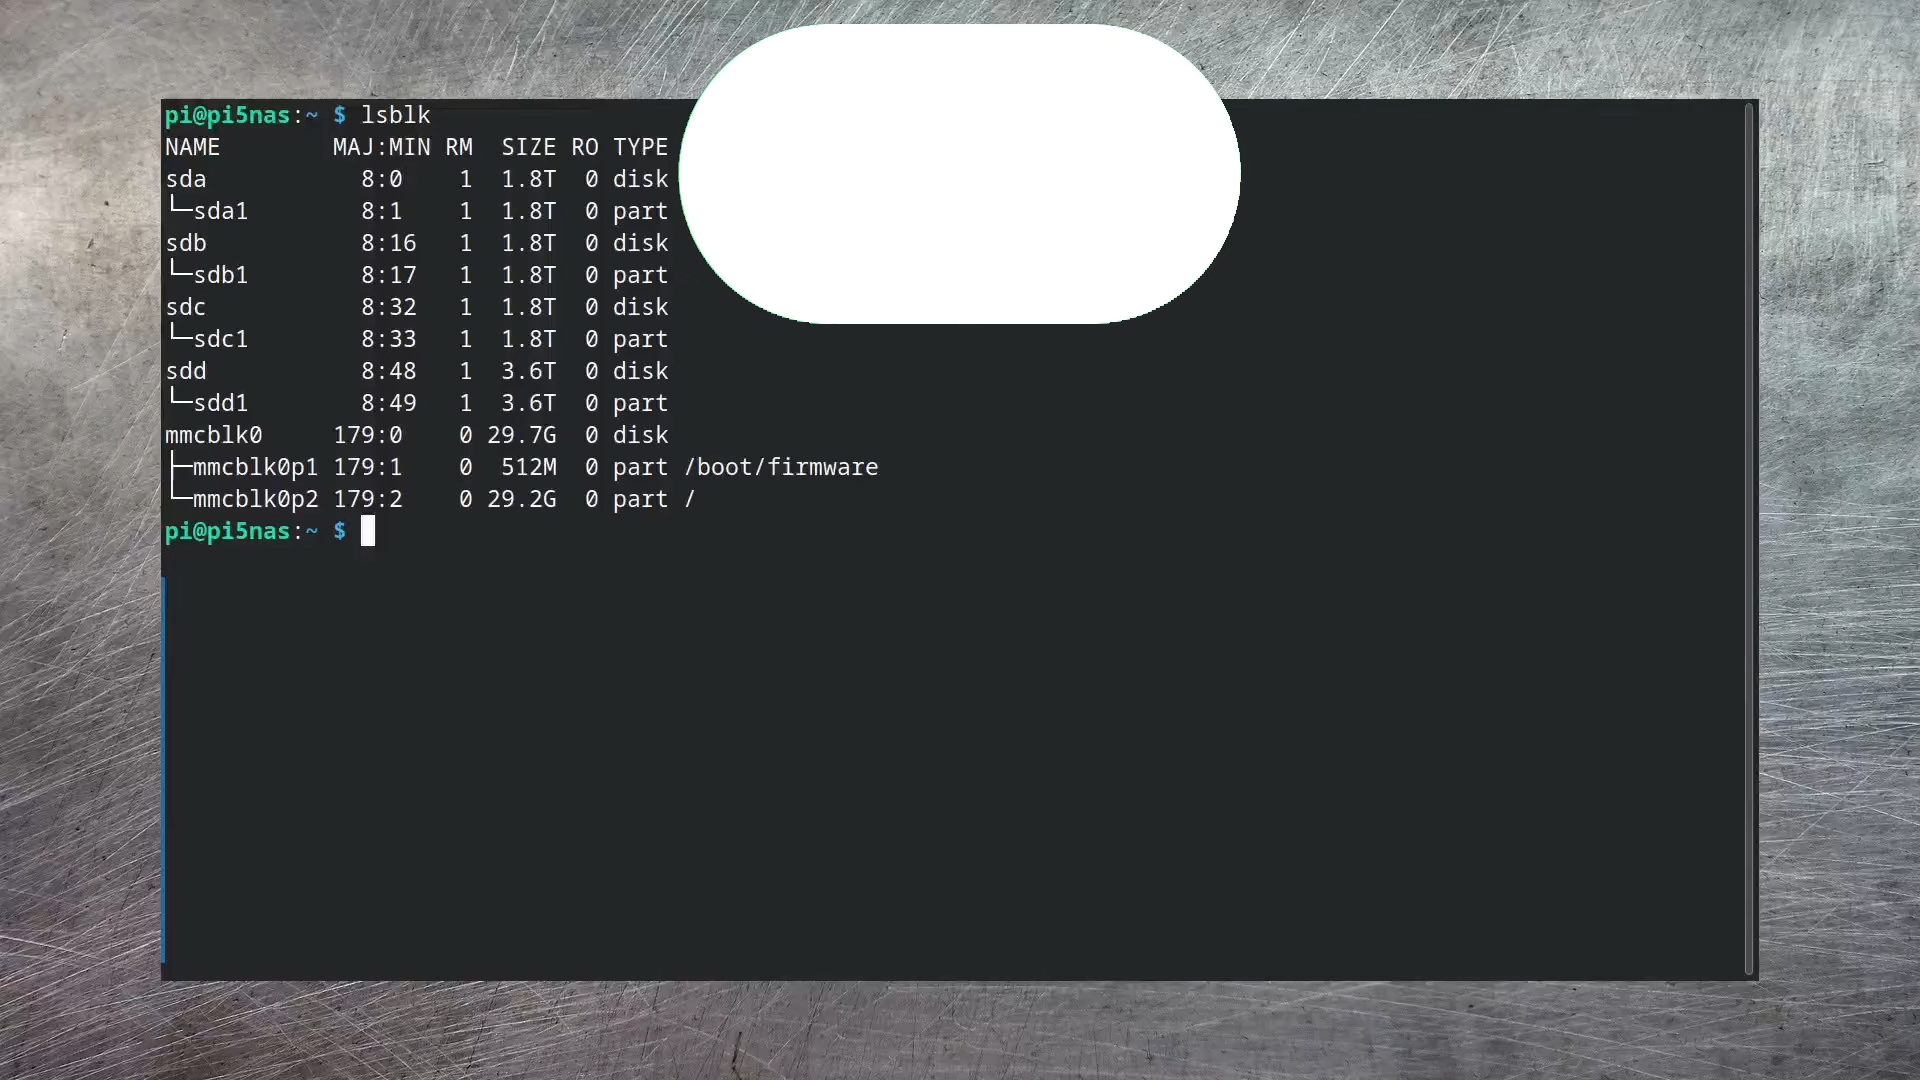 pi@pi5nas:~ $ lsblk
NAME        MAJ:MIN RM  SIZE RO TYPE
sda           8:0    1  1.8T  0 disk
└─sda1        8:1    1  1.8T  0 part
sdb           8:16   1  1.8T  0 disk
└─sdb1        8:17   1  1.8T  0 part
sdc           8:32   1  1.8T  0 disk
└─sdc1        8:33   1  1.8T  0 part
sdd           8:48   1  3.6T  0 disk
└─sdd1        8:49   1  3.6T  0 part
mmcblk0     179:0    0 29.7G  0 disk
├─mmcblk0p1 179:1    0  512M  0 part /boot/firmware
└─mmcblk0p2 179:2    0 29.2G  0 part /
pi@pi5nas:~ $